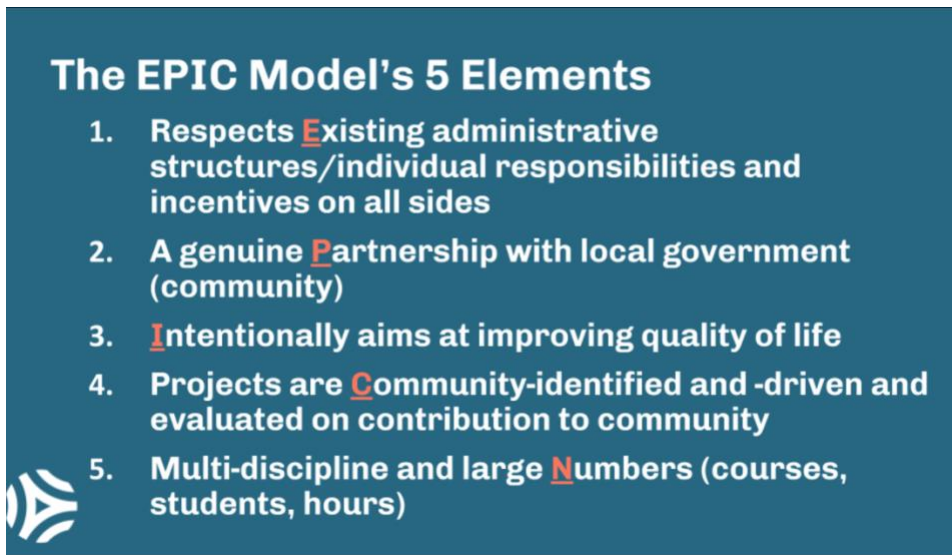 The EPIC Model's 5 Elements
1. Respects Existing administrative
structures/individual responsibilities and
incentives on all sides
2. A genuine Partnership with local government
(community)
3. Intentionally aims at improving quality of life
4. Projects are Community-identified and -driven and
evaluated on contribution to community
5. Multi-discipline and large Numbers (courses,
students, hours)